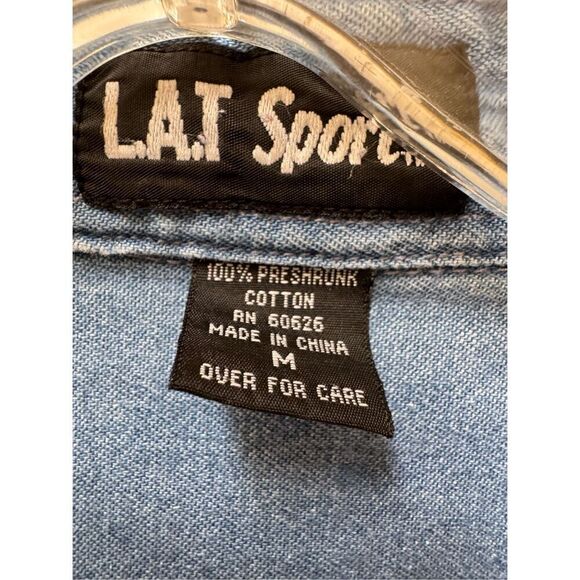 L.A.T Sport
100% PRESHRUNK
COTTON
RN 60626
MADE IN CHINA
M
OVER FOR CARE